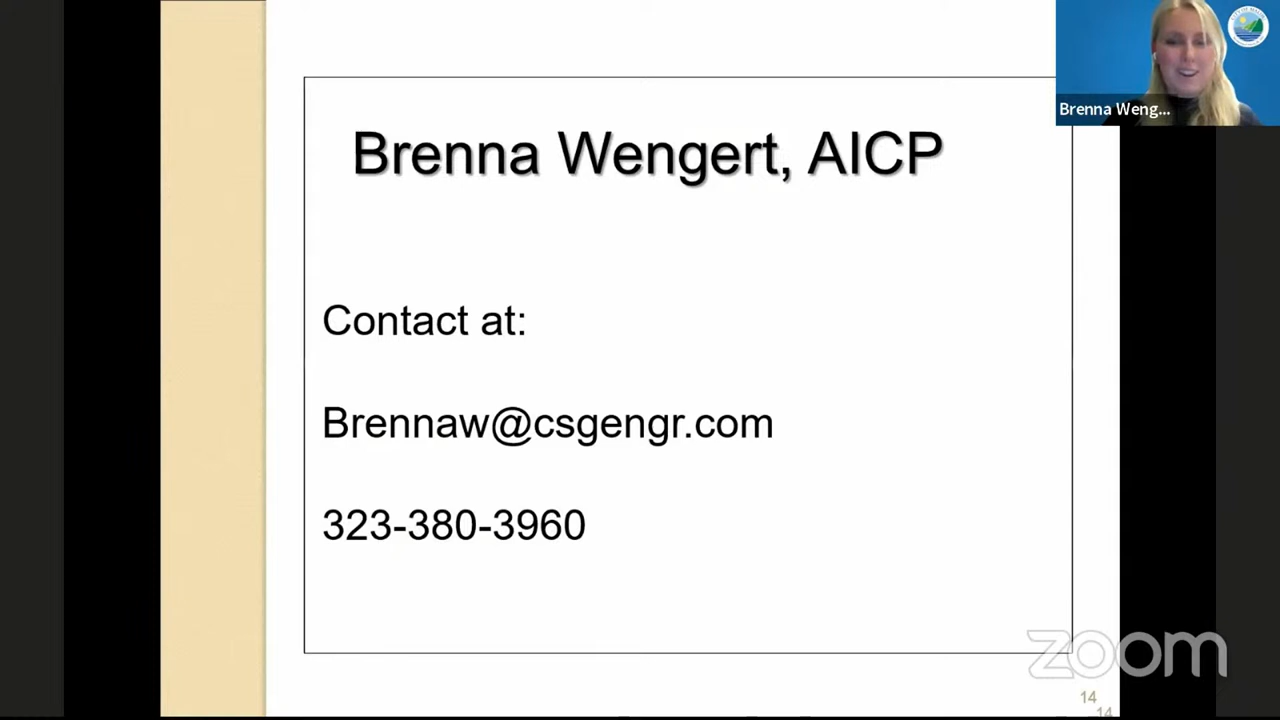 Brenna Weng...
Brenna Wengert, AICP
Contact at:
Brennaw@csgengr.com
323-380-3960
zoom
14
14